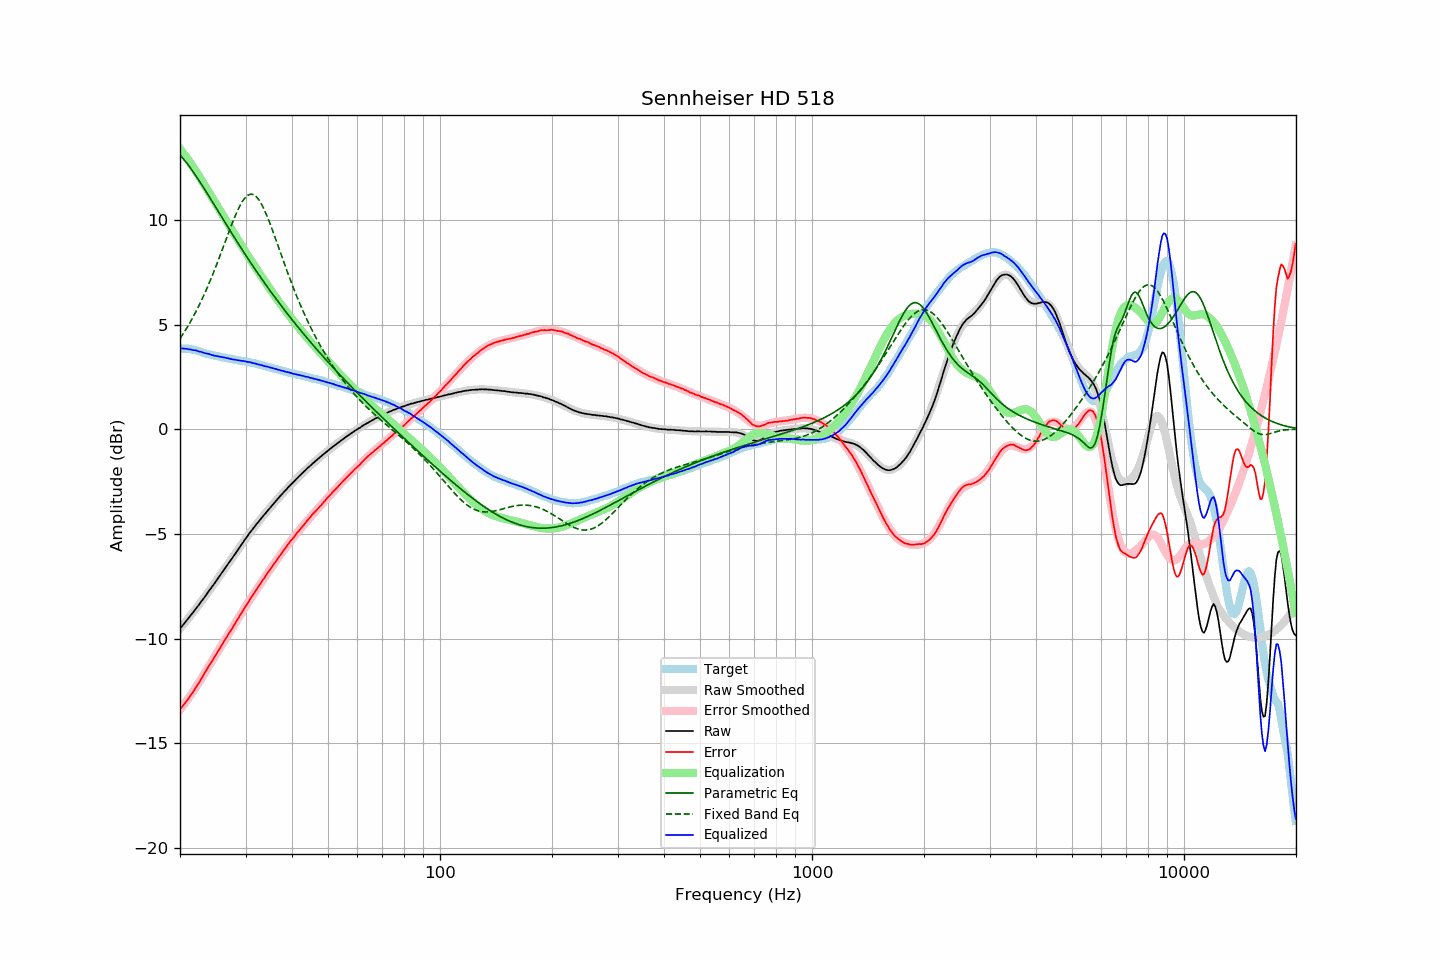 Sennheiser HD 518
Amplitude (dBr)
10
5
0
−5
−10
−15
−20
Target
Raw Smoothed
Error Smoothed
Raw
Error
Equalization
Parametric Eq
Fixed Band Eq
Equalized
100
1000
10000
Frequency (Hz)